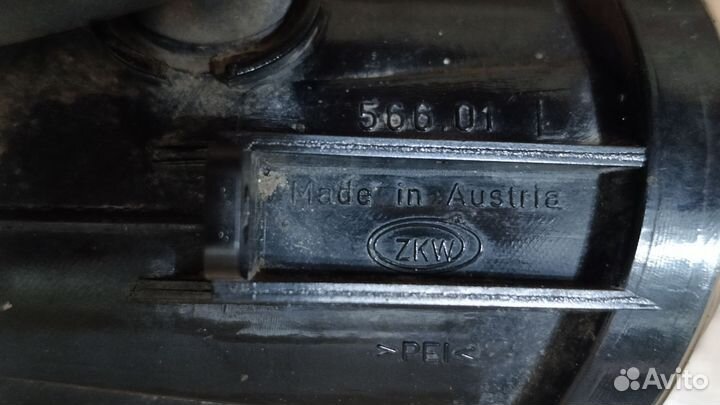 566.01 L
Made in Austria
ZKW
>PEI<
Avito